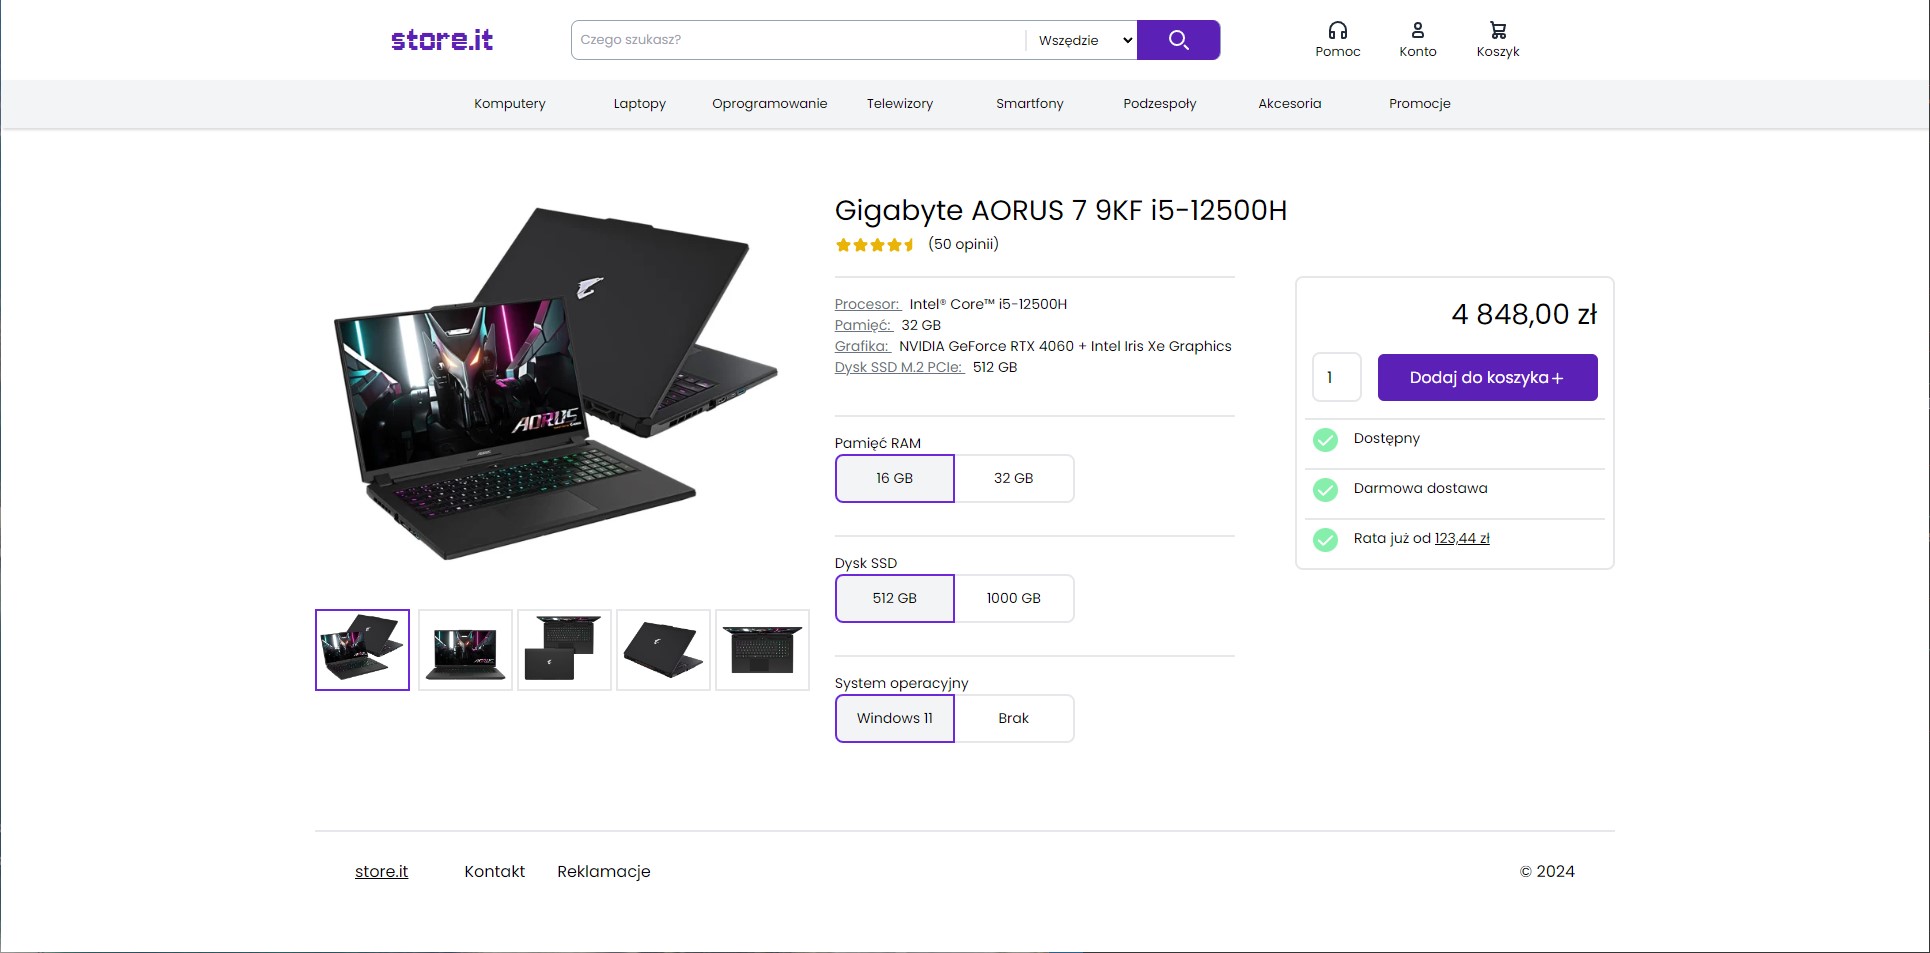 store.it
Czego szukasz?
Wszędzie
Pomoc
Konto
Koszyk
Komputery
Laptopy
Oprogramowanie
Telewizory
Smartfony
Podzespoły
Akcesoria
Promocje
Gigabyte AORUS 7 9KF i5-12500H
(50 opinii)
Procesor: Intel® Core™ i5-12500H
Pamięć: 32 GB
Grafika: NVIDIA GeForce RTX 4060 + Intel Iris Xe Graphics
Dysk SSD M.2 PCIe: 512 GB
AORUS
Pamięć RAM
16 GB
32 GB
Dysk SSD
512 GB
1000 GB
System operacyjny
Windows 11
Brak
4 848,00 zł
1
Dodaj do koszyka+
Dostępny
Darmowa dostawa
Rata już od 123,44 zł
store.it
Kontakt
Reklamacje
© 2024